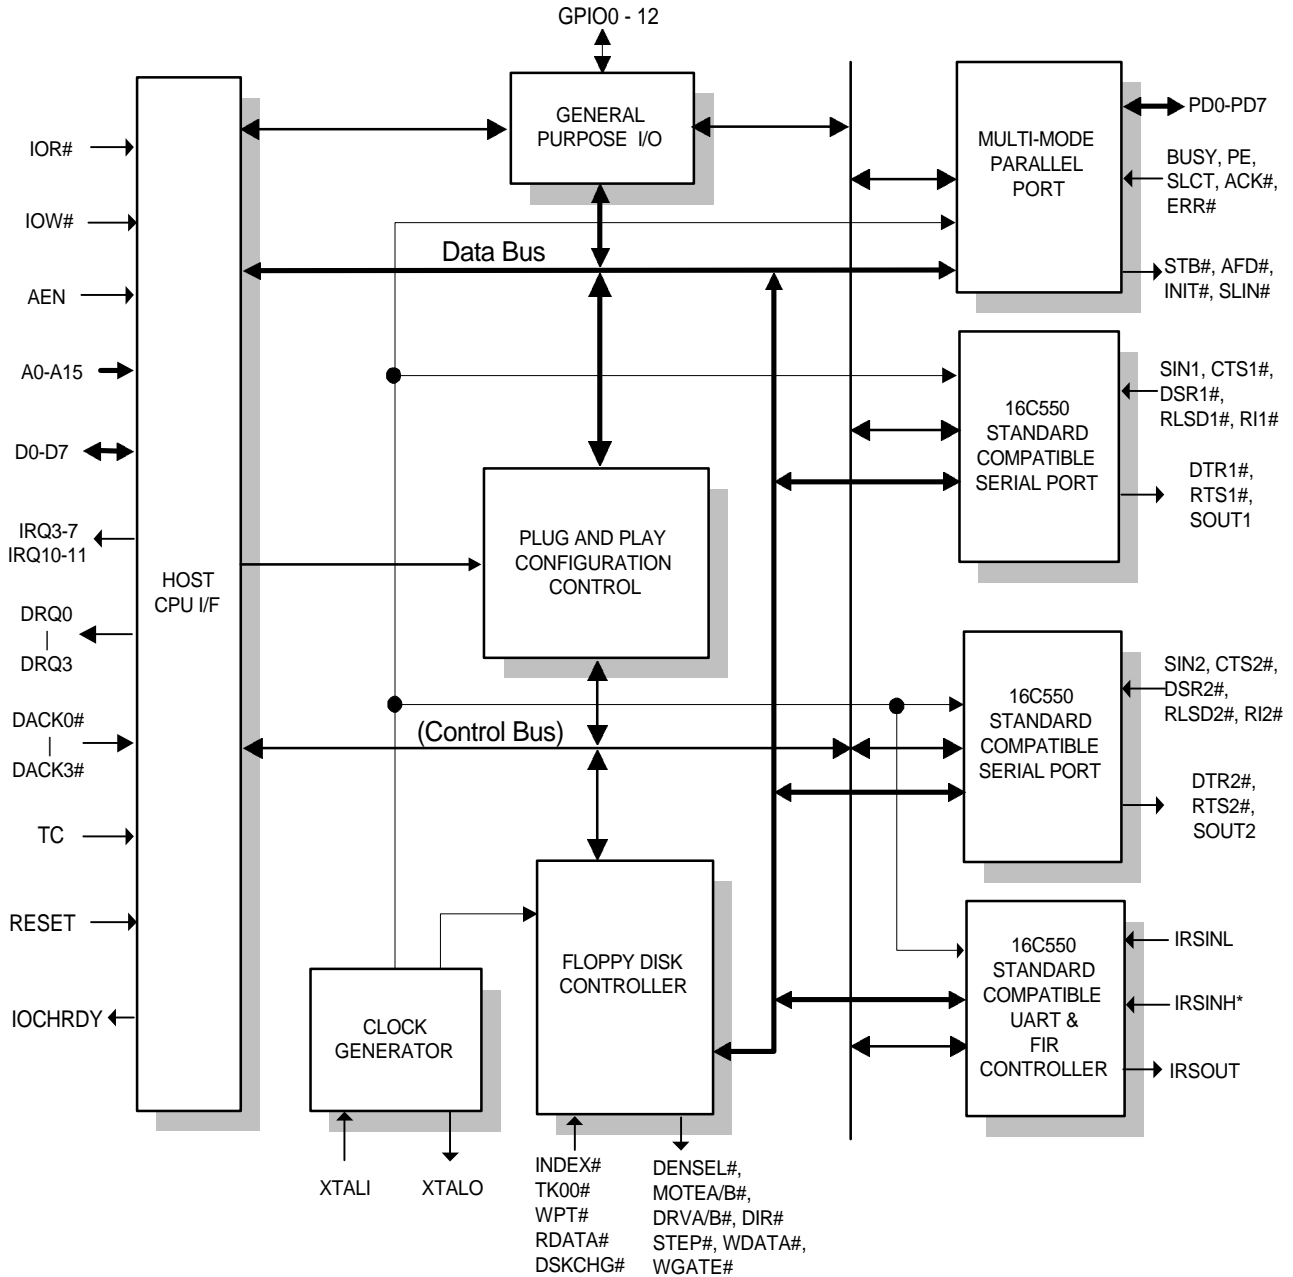 GPIO0 - 12
GENERAL
PURPOSE I/O
MULTI-MODE
PARALLEL
PORT
PD0-PD7
BUSY, PE,
SLCT, ACK#,
ERR#
STB#, AFD#,
INIT#, SLIN#
IOR#
IOW#
AEN
A0-A15
D0-D7
IRQ3-7
IRQ10-11
DRQ0
|
DRQ3
DACK0#
|
DACK3#
TC
RESET
IOCHRDY
HOST
CPU I/F
Data Bus
16C550
STANDARD
COMPATIBLE
SERIAL PORT
SIN1, CTS1#,
DSR1#,
RLSD1#, RI1#
DTR1#,
RTS1#,
SOUT1
PLUG AND PLAY
CONFIGURATION
CONTROL
(Control Bus)
16C550
STANDARD
COMPATIBLE
SERIAL PORT
SIN2, CTS2#,
DSR2#,
RLSD2#, RI2#
DTR2#,
RTS2#,
SOUT2
FLOPPY DISK
CONTROLLER
CLOCK
GENERATOR
16C550
STANDARD
COMPATIBLE
UART &
FIR
CONTROLLER
IRSINL
IRSINH*
IRSOUT
XTALI
XTALO
INDEX#
TK00#
WPT#
RDATA#
DSKCHG#
DENSEL#,
MOTEA/B#,
DRVA/B#, DIR#
STEP#, WDATA#,
WGATE#